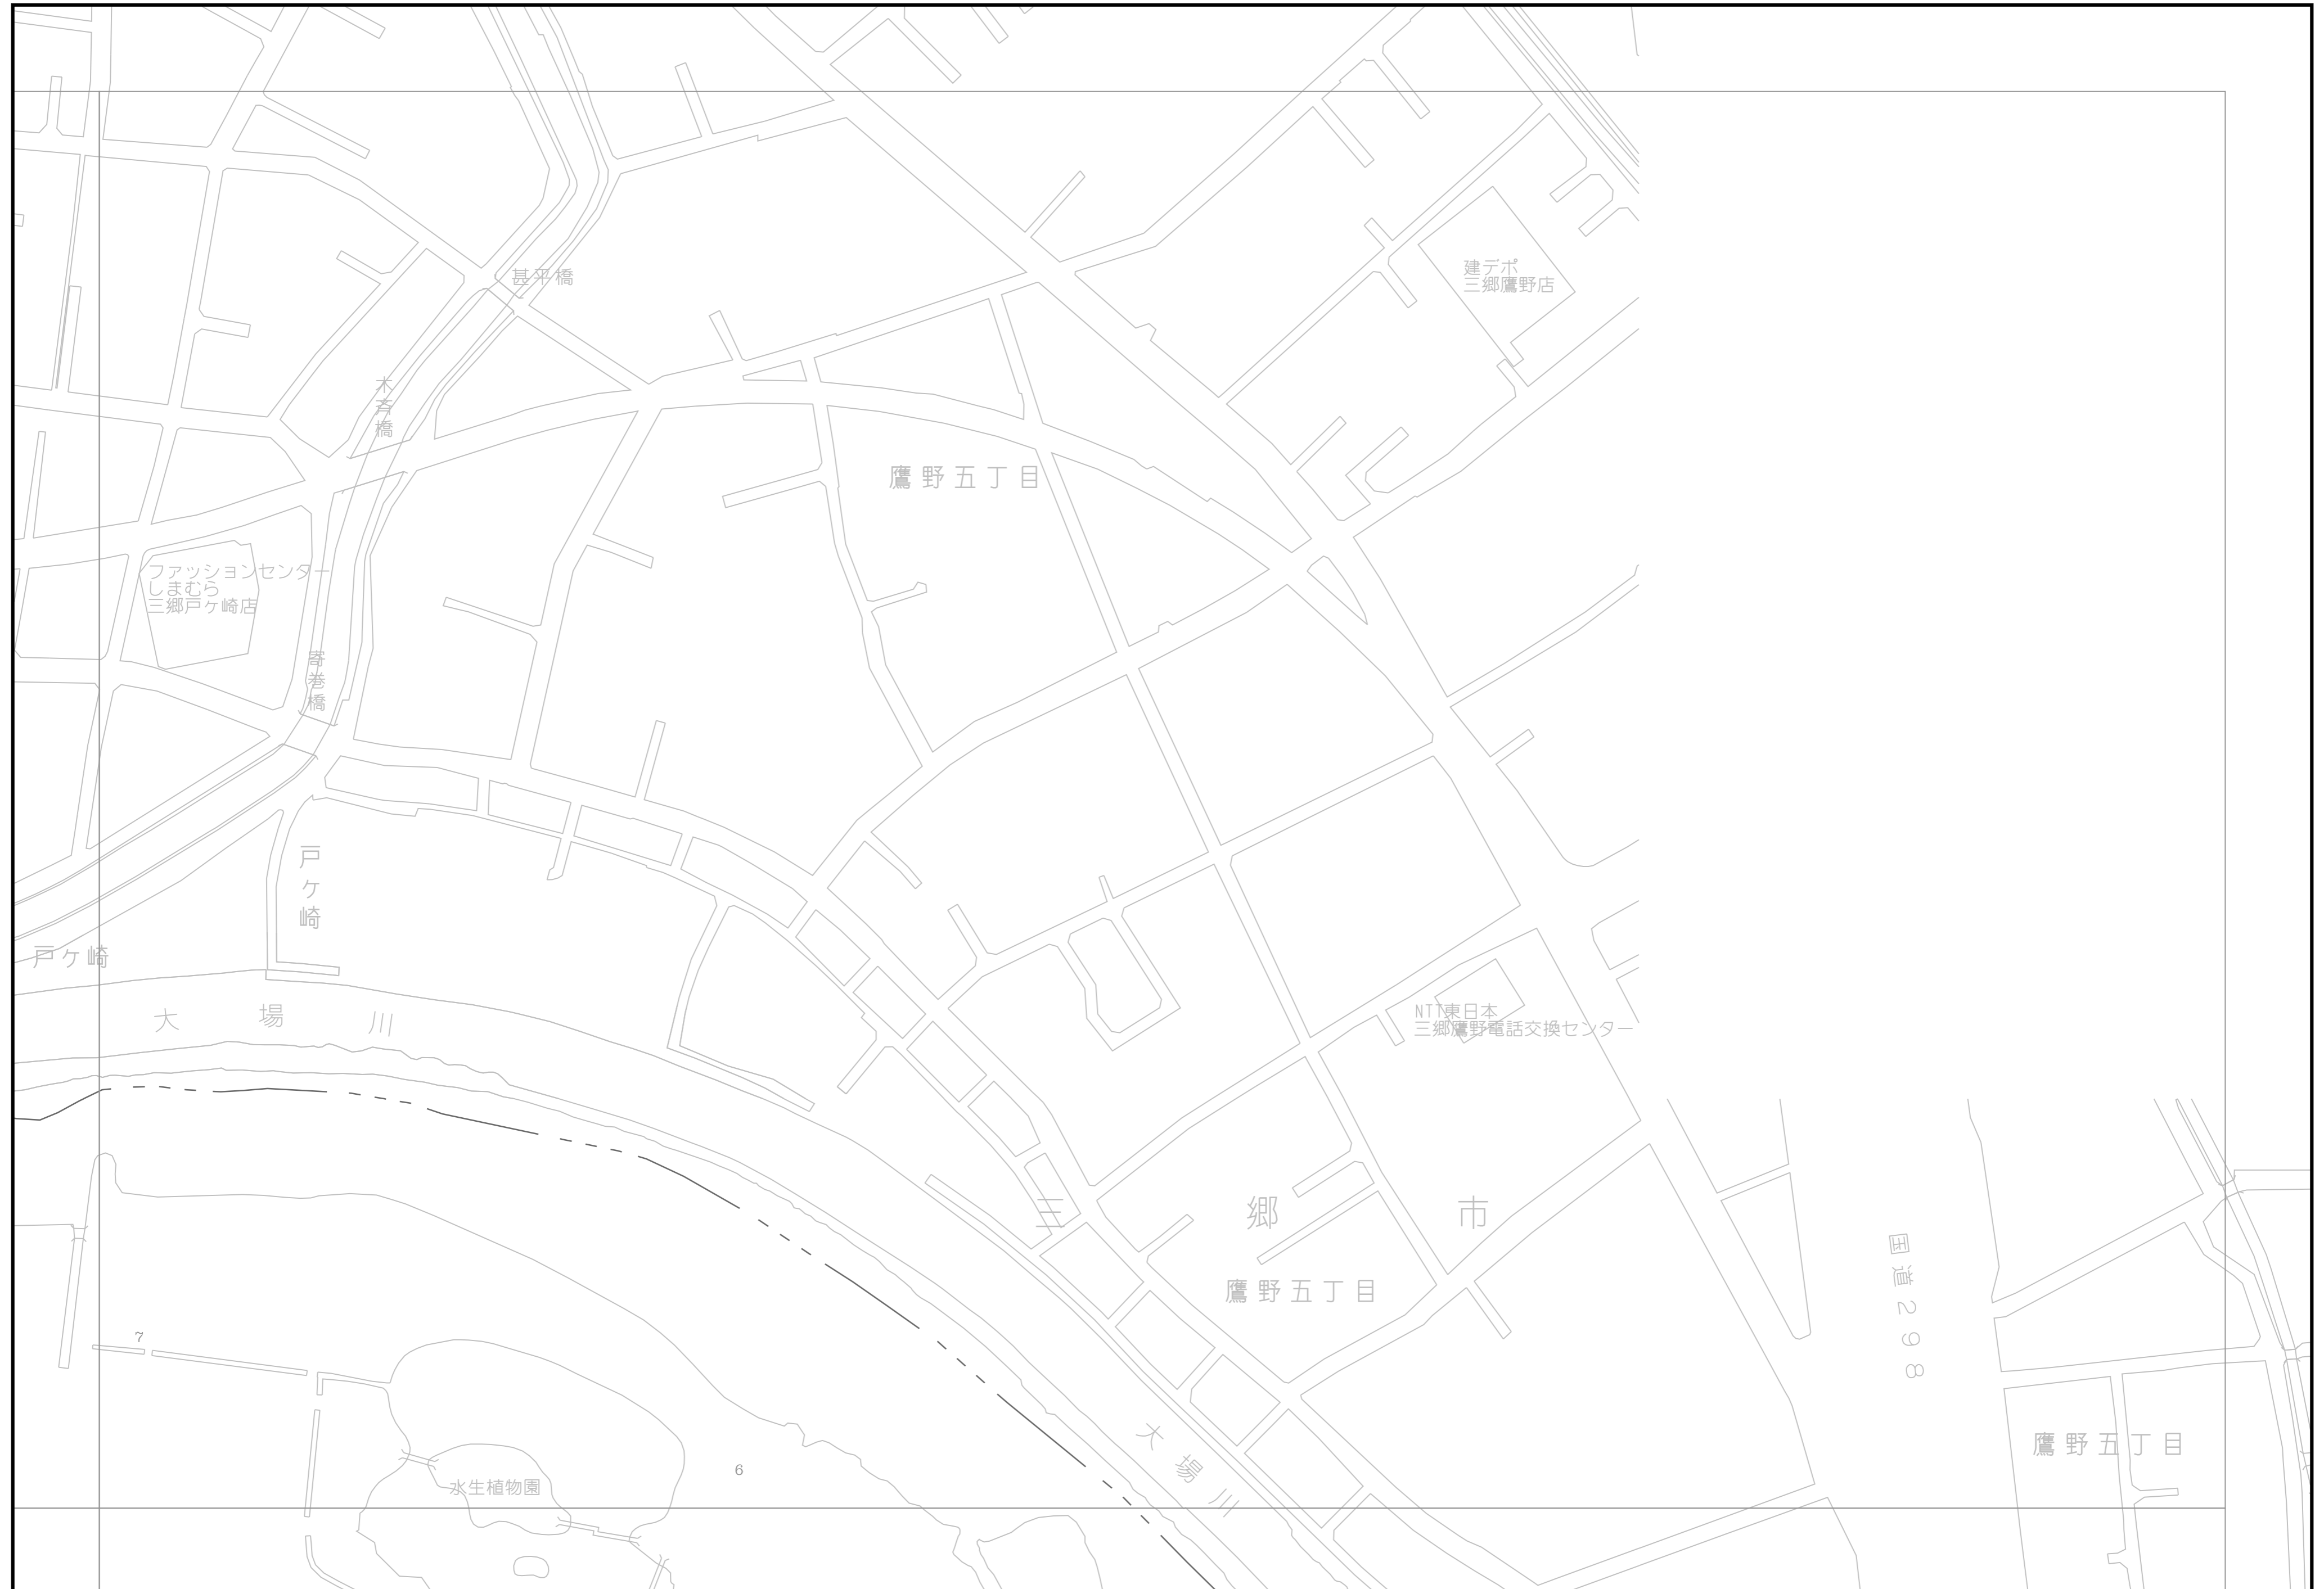 甚平橋
建デポ
三郷鷹野店
木斉橋
鷹野五丁目
ファッションセンター
しまむら
三郷戸ケ崎店
寄巻橋
戸ケ崎
戸ケ崎
大場川
NTT東日本
三郷鷹野電話交換センター
三郷市
国道298
鷹野五丁目
7
大場川
鷹野五丁目
6
水生植物園